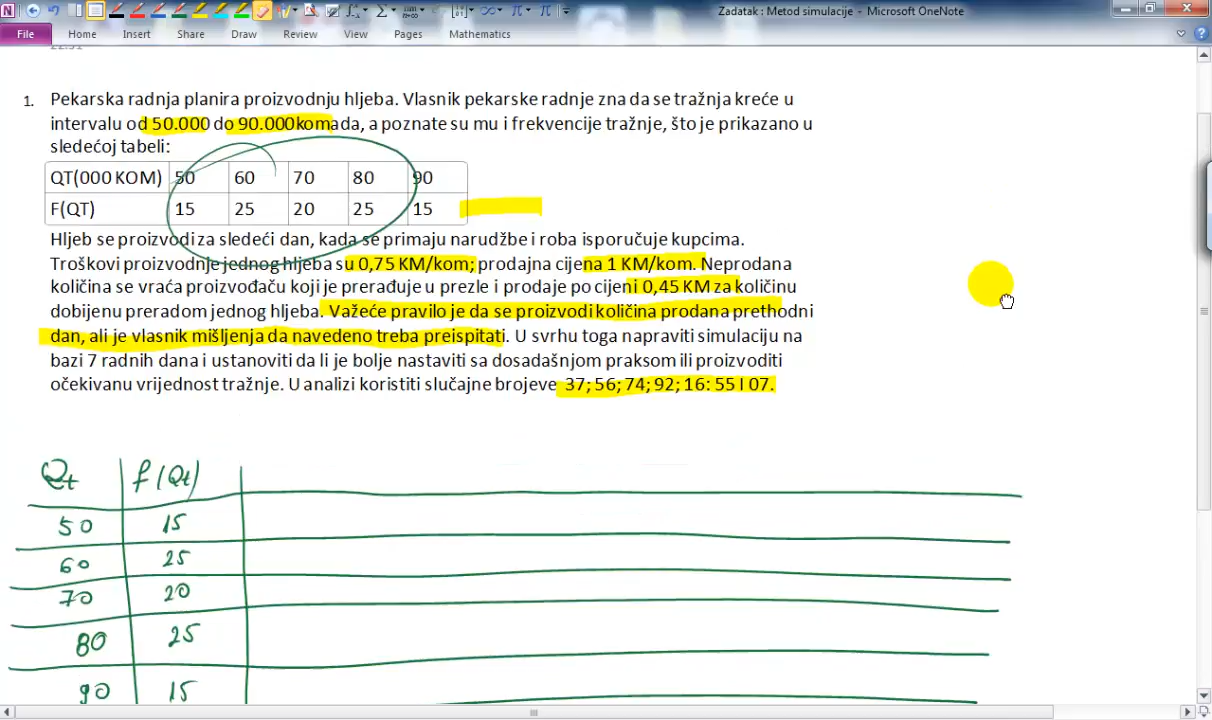 Zadatak : Metod simulacije - Microsoft OneNote
File Home Insert Share Draw Review View Pages Mathematics
22:51
1. Pekarska radnja planira proizvodnju hljeba. Vlasnik pekarske radnje zna da se tražnja kreće u
intervalu od 50.000 do 90.000komada, a poznate su mu i frekvencije tražnje, što je prikazano u
sledećoj tabeli:
QT(000 KOM) 50 60 70 80 90
F(QT) 15 25 20 25 15
Hljeb se proizvodi za sledeći dan, kada se primaju narudžbe i roba isporučuje kupcima.
Troškovi proizvodnje jednog hljeba su 0,75 KM/kom; prodajna cijena 1 KM/kom. Neprodana
količina se vraća proizvođaču koji je prerađuje u prezle i prodaje po cijeni 0,45 KM za količinu
dobijenu preradom jednog hljeba. Važeće pravilo je da se proizvodi količina prodana prethodni
dan, ali je vlasnik mišljenja da navedeno treba preispitati. U svrhu toga napraviti simulaciju na
bazi 7 radnih dana i ustanoviti da li je bolje nastaviti sa dosadašnjom praksom ili proizvoditi
očekivanu vrijednost tražnje. U analizi koristiti slučajne brojeve 37; 56; 74; 92; 16: 55 I 07.
Qt f(Qt)
50 15
60 25
70 20
80 25
90 15